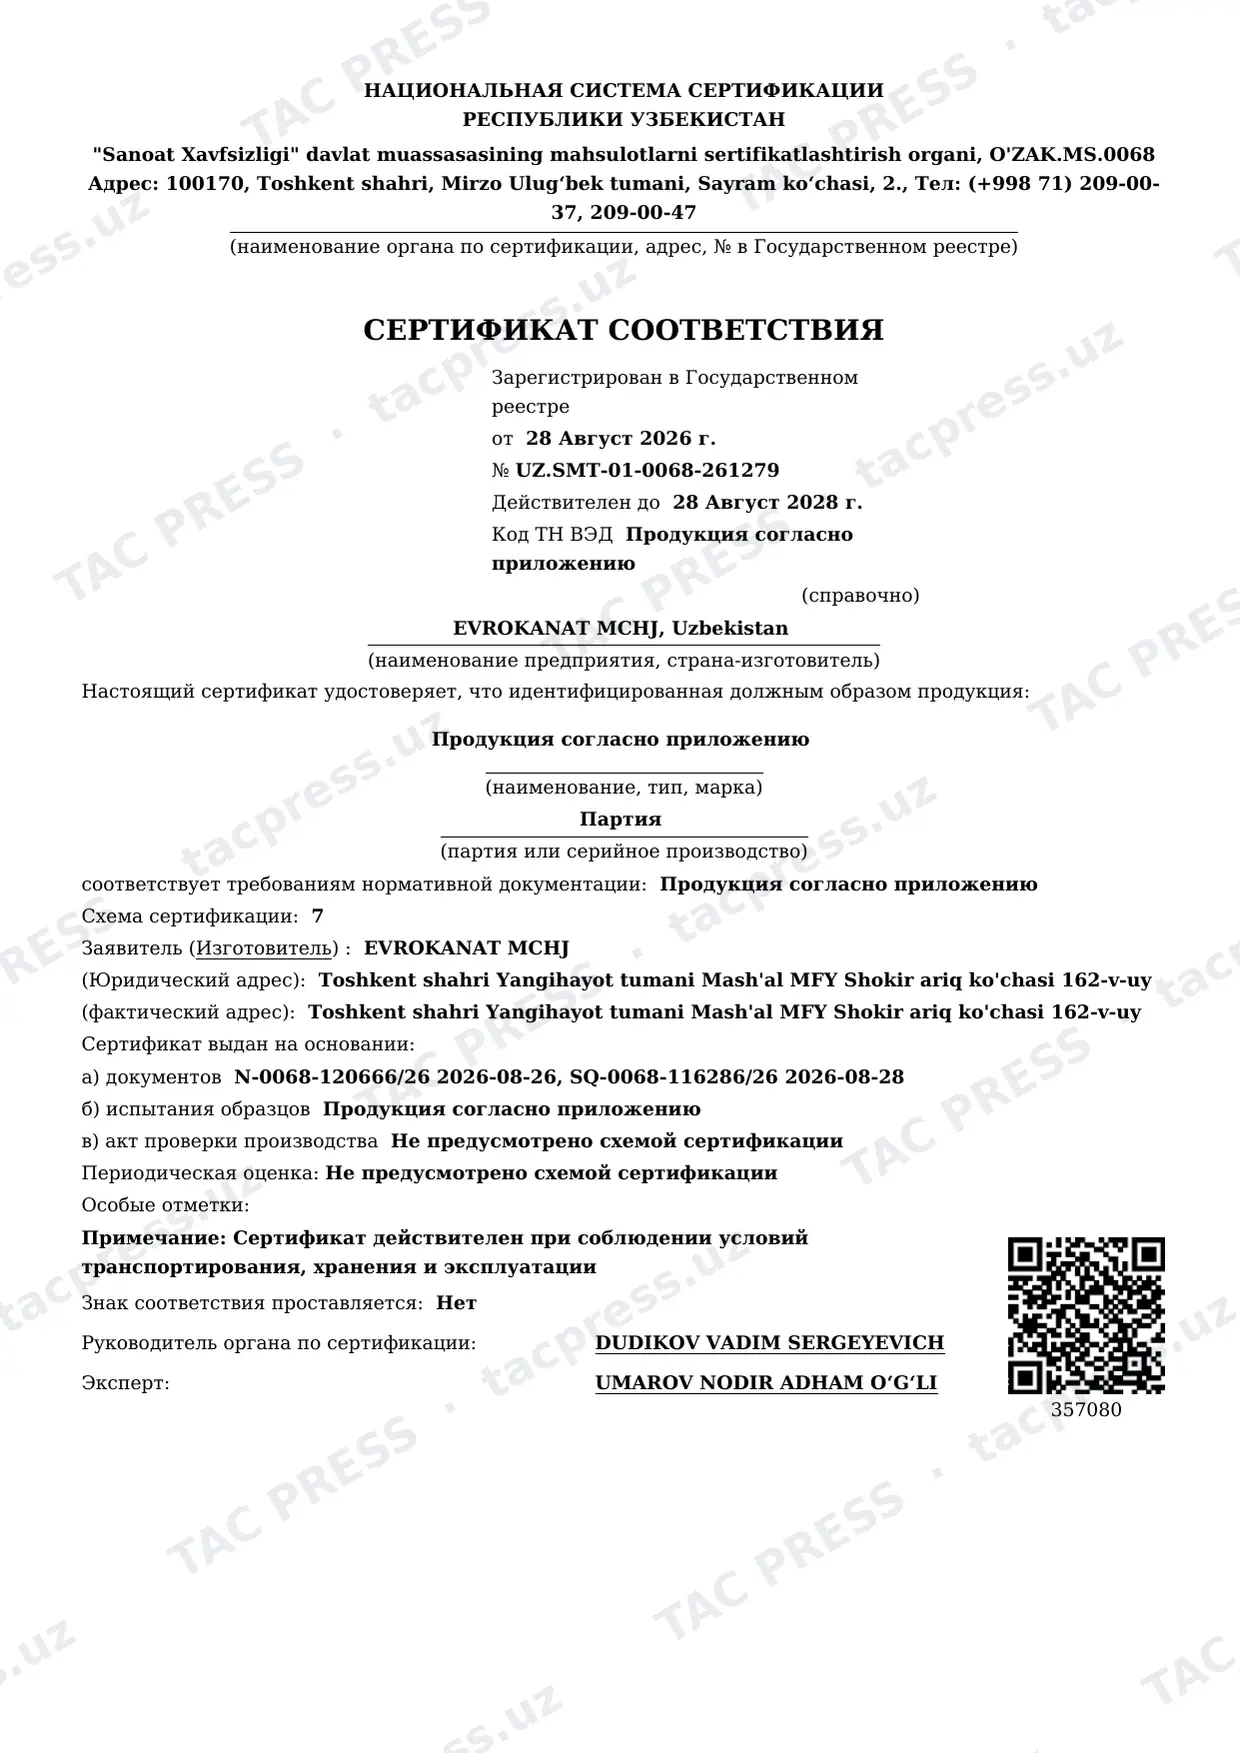 НАЦИОНАЛЬНАЯ СИСТЕМА СЕРТИФИКАЦИИ
РЕСПУБЛИКИ УЗБЕКИСТАН
"Sanoat Xavfsizligi" davlat muassasasining mahsulotlarni sertifikatlashtirish organi, O'ZAK.MS.0068
Адрес: 100170, Toshkent shahri, Mirzo Ulug‘bek tumani, Sayram ko‘chasi, 2., Тел: (+998 71) 209-00-
37, 209-00-47
(наименование органа по сертификации, адрес, № в Государственном реестре)
СЕРТИФИКАТ СООТВЕТСТВИЯ
Зарегистрирован в Государственном
реестре
от 28 Август 2026 г.
№ UZ.SMT-01-0068-261279
Действителен до 28 Август 2028 г.
Код ТН ВЭД Продукция согласно
приложению
(справочно)
EVROKANAT MCHJ, Uzbekistan
(наименование предприятия, страна-изготовитель)
Настоящий сертификат удостоверяет, что идентифицированная должным образом продукция:
Продукция согласно приложению
(наименование, тип, марка)
Партия
(партия или серийное производство)
соответствует требованиям нормативной документации: Продукция согласно приложению
Схема сертификации: 7
Заявитель (Изготовитель) : EVROKANAT MCHJ
(Юридический адрес): Toshkent shahri Yangihayot tumani Mash'al MFY Shokir ariq ko'chasi 162-v-uy
(фактический адрес): Toshkent shahri Yangihayot tumani Mash'al MFY Shokir ariq ko'chasi 162-v-uy
Сертификат выдан на основании:
а) документов N-0068-120666/26 2026-08-26, SQ-0068-116286/26 2026-08-28
б) испытания образцов Продукция согласно приложению
в) акт проверки производства Не предусмотрено схемой сертификации
Периодическая оценка: Не предусмотрено схемой сертификации
Особые отметки:
Примечание: Сертификат действителен при соблюдении условий
транспортирования, хранения и эксплуатации
Знак соответствия проставляется: Нет
Руководитель органа по сертификации: DUDIKOV VADIM SERGEYEVICH
Эксперт: UMAROV NODIR ADHAM O‘G‘LI
357080
TAC PRESS · tacpress.uz